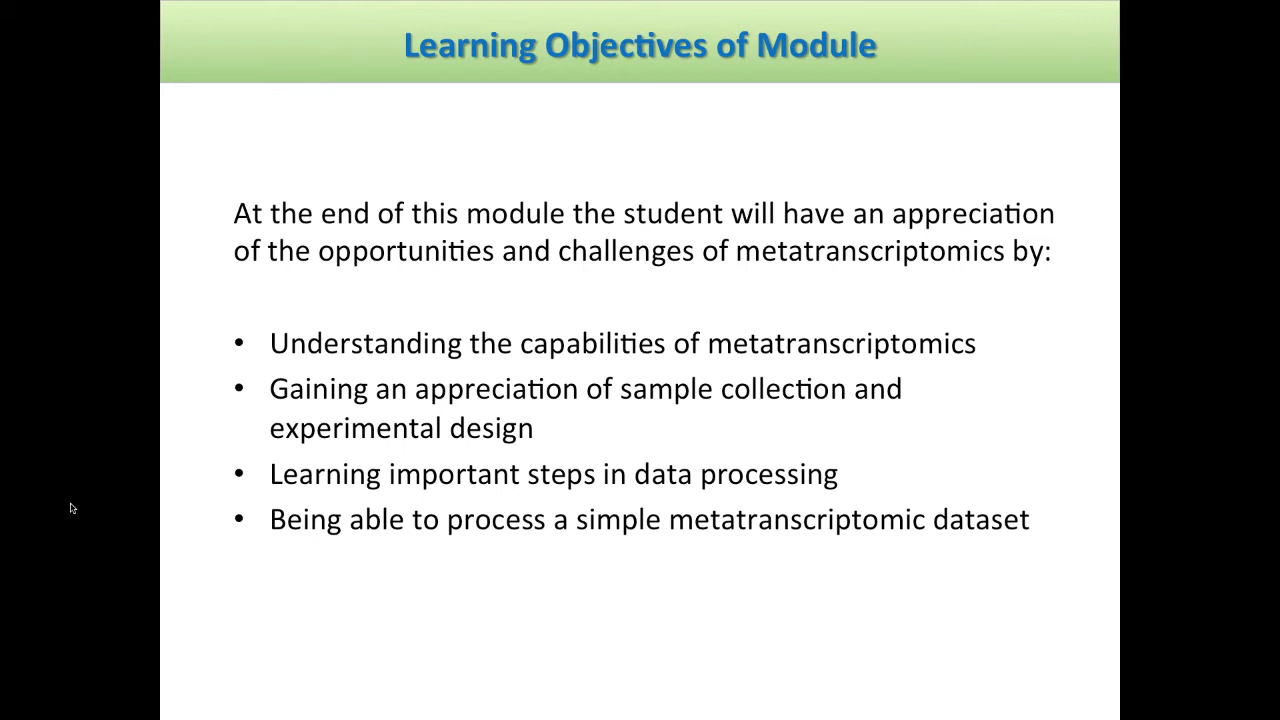 Learning Objectives of Module
At the end of this module the student will have an appreciation
of the opportunities and challenges of metatranscriptomics by:
• Understanding the capabilities of metatranscriptomics
• Gaining an appreciation of sample collection and
experimental design
• Learning important steps in data processing
• Being able to process a simple metatranscriptomic dataset